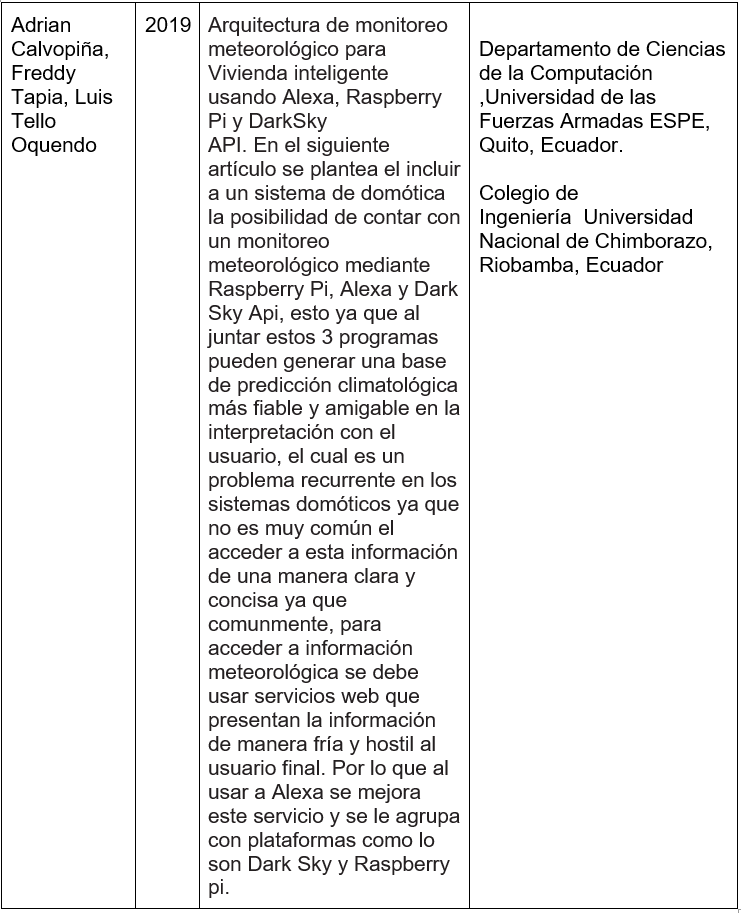 Adrian
Calvopiña,
Freddy
Tapia, Luis
Tello
Oquendo
2019
Arquitectura de monitoreo
meteorológico para
Vivienda inteligente
usando Alexa, Raspberry
Pi y DarkSky
API. En el siguiente
artículo se plantea el incluir
a un sistema de domótica
la posibilidad de contar con
un monitoreo
meteorológico mediante
Raspberry Pi, Alexa y Dark
Sky Api, esto ya que al
juntar estos 3 programas
pueden generar una base
de predicción climatológica
más fiable y amigable en la
interpretación con el
usuario, el cual es un
problema recurrente en los
sistemas domóticos ya que
no es muy común el
acceder a esta información
de una manera clara y
concisa ya que
comunmente, para
acceder a información
meteorológica se debe
usar servicios web que
presentan la información
de manera fría y hostil al
usuario final. Por lo que al
usar a Alexa se mejora
este servicio y se le agrupa
con plataformas como lo
son Dark Sky y Raspberry
pi.
Departamento de Ciencias
de la Computación
,Universidad de las
Fuerzas Armadas ESPE,
Quito, Ecuador.
Colegio de
Ingeniería  Universidad
Nacional de Chimborazo,
Riobamba, Ecuador